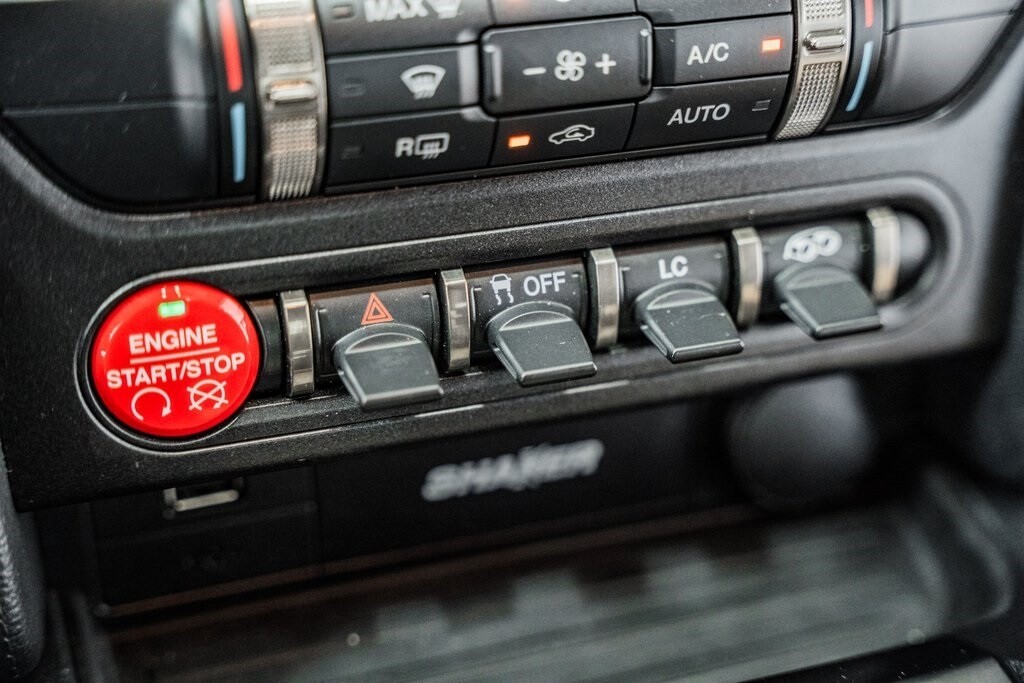 MAX
- +
A/C
R
AUTO
ENGINE
START/STOP
OFF
LC
SHAKER